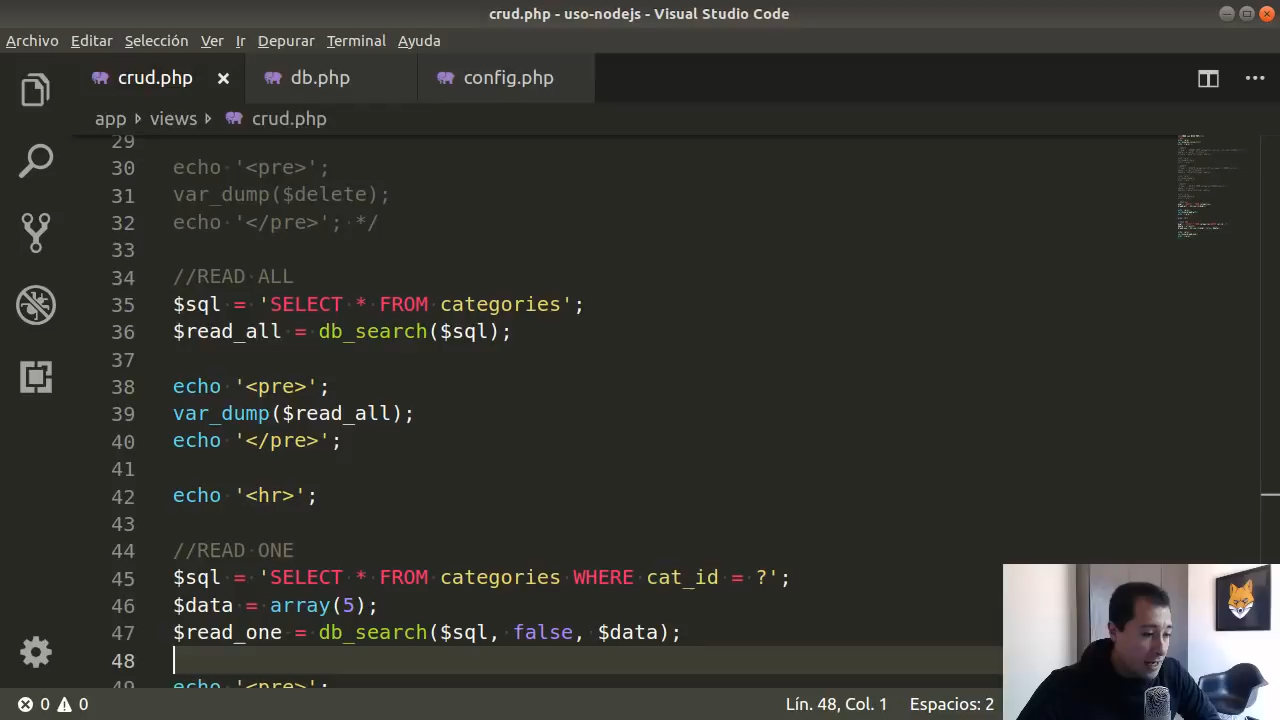 crud.php - uso-nodejs - Visual Studio Code
Archivo Editar Selección Ver Ir Depurar Terminal Ayuda
crud.php db.php config.php
app views crud.php
29
30 echo '<pre>';
31 var_dump($delete);
32 echo '</pre>'; */
33
34 //READ ALL
35 $sql = 'SELECT * FROM categories';
36 $read_all = db_search($sql);
37
38 echo '<pre>';
39 var_dump($read_all);
40 echo '</pre>';
41
42 echo '<hr>';
43
44 //READ ONE
45 $sql = 'SELECT * FROM categories WHERE cat_id = ?';
46 $data = array(5);
47 $read_one = db_search($sql, false, $data);
48
49 echo '<pre>';
0 0 Lín. 48, Col. 1 Espacios: 2